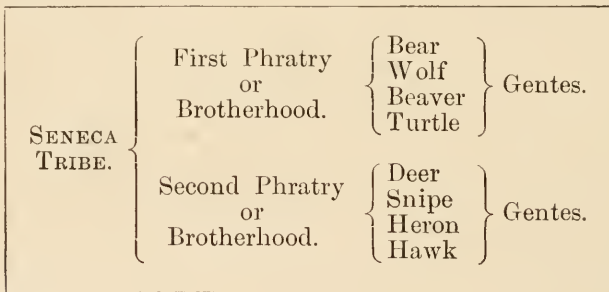 SENECA TRIBE.
First Phratry
or
Brotherhood.
Bear
Wolf
Beaver
Turtle
Gentes.
Second Phratry
or
Brotherhood.
Deer
Snipe
Heron
Hawk
Gentes.